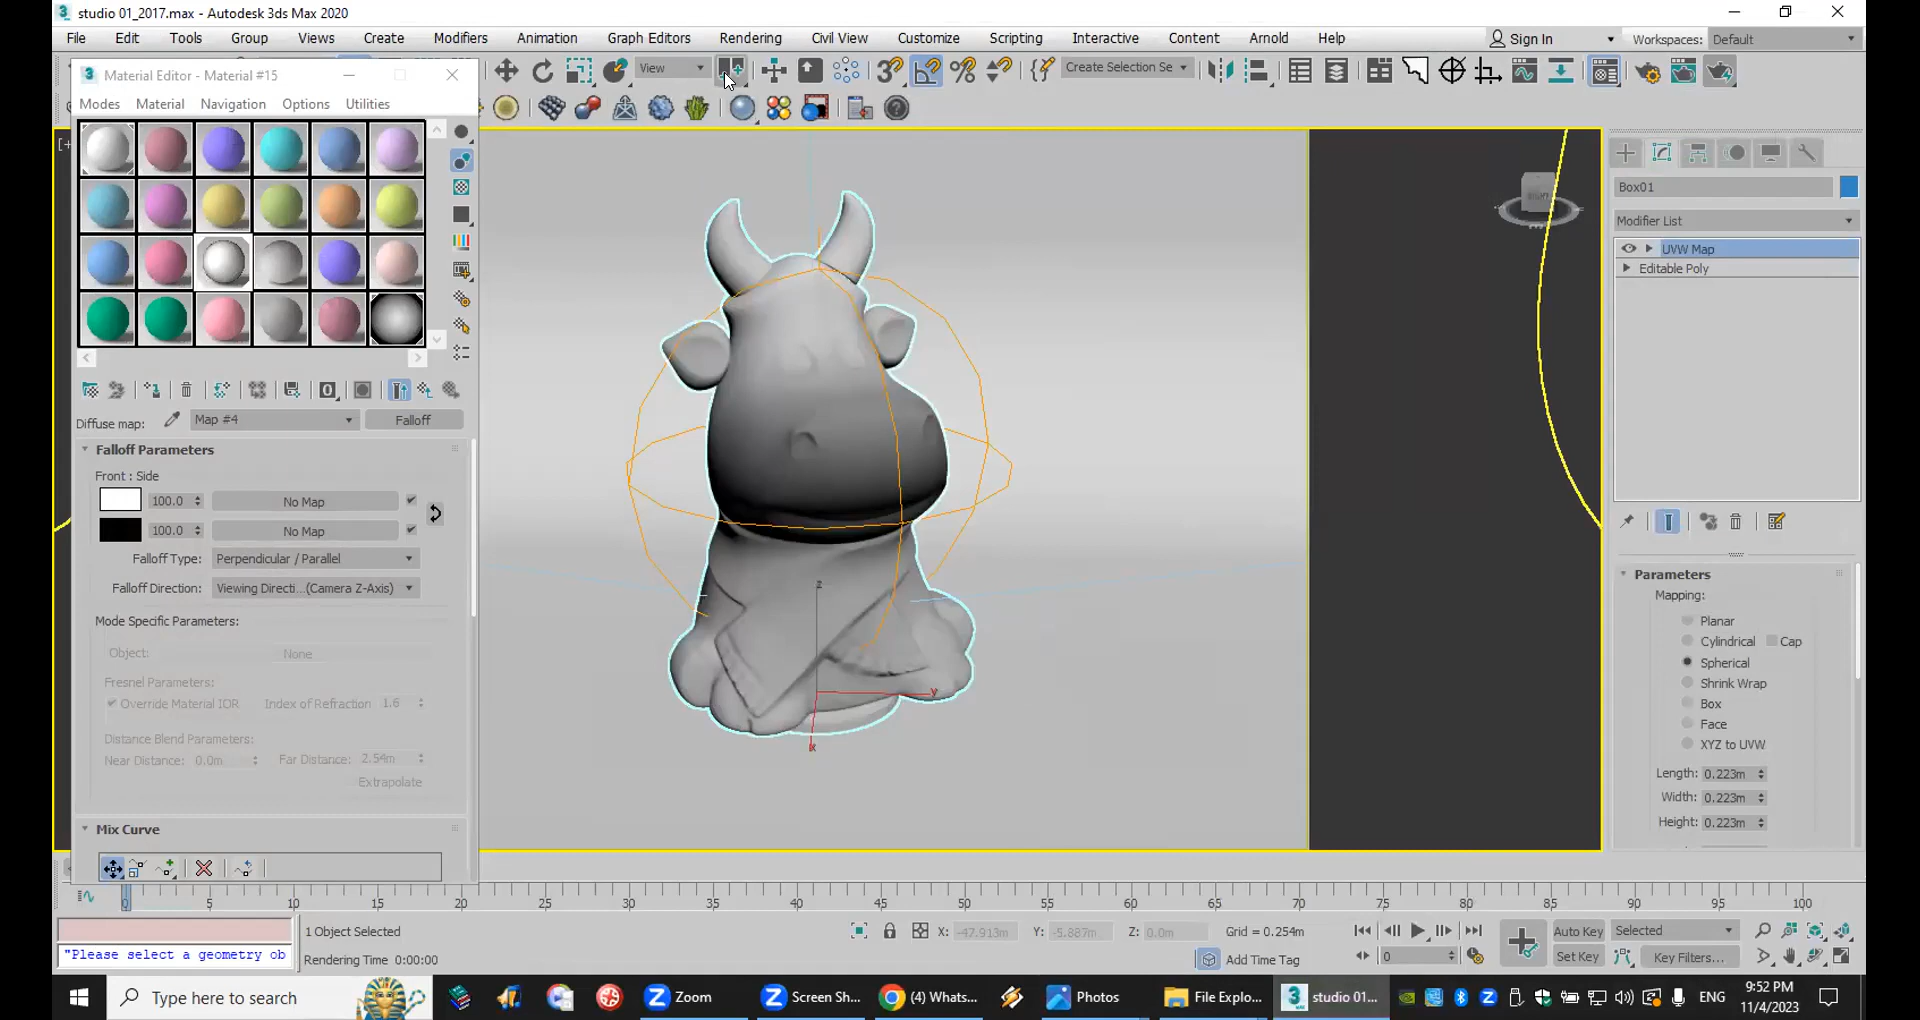 studio 01_2017.max - Autodesk 3ds Max 2020
File Edit Tools Group Views Create Modifiers Animation Graph Editors Rendering Civil View Customize Scripting Interactive Content Arnold Help
Sign In
Workspaces: Default
View
Create Selection Se
Material Editor - Material #15
Modes Material Navigation Options Utilities
Diffuse map: Map #4 Falloff
Falloff Parameters
Front : Side
100.0 No Map
100.0 No Map
Falloff Type: Perpendicular / Parallel
Falloff Direction: Viewing Directi...(Camera Z-Axis)
Mode Specific Parameters:
Object: None
Fresnel Parameters:
Override Material IOR Index of Refraction 1.6
Distance Blend Parameters:
Near Distance: 0.0m Far Distance: 2.54m
Extrapolate
Mix Curve
[+
z
y
x
RIGHT
Box01
Modifier List
UVW Map
Editable Poly
Parameters
Mapping:
Planar
Cylindrical Cap
Spherical
Shrink Wrap
Box
Face
XYZ to UVW
Length: 0.223m
Width: 0.223m
Height: 0.223m
0 5 10 15 20 25 30 35 40 45 50 55 60 65 70 75 80 85 90 95 100
1 Object Selected
X: -47.913m Y: -5.887m Z: 0.0m Grid = 0.254m
Auto Key Selected
"Please select a geometry ob
Rendering Time 0:00:00
Add Time Tag
0
Set Key Key Filters...
Type here to search
Zoom
Screen Sh...
(4) Whats...
Photos
File Explo...
studio 01...
ENG
9:52 PM
11/4/2023